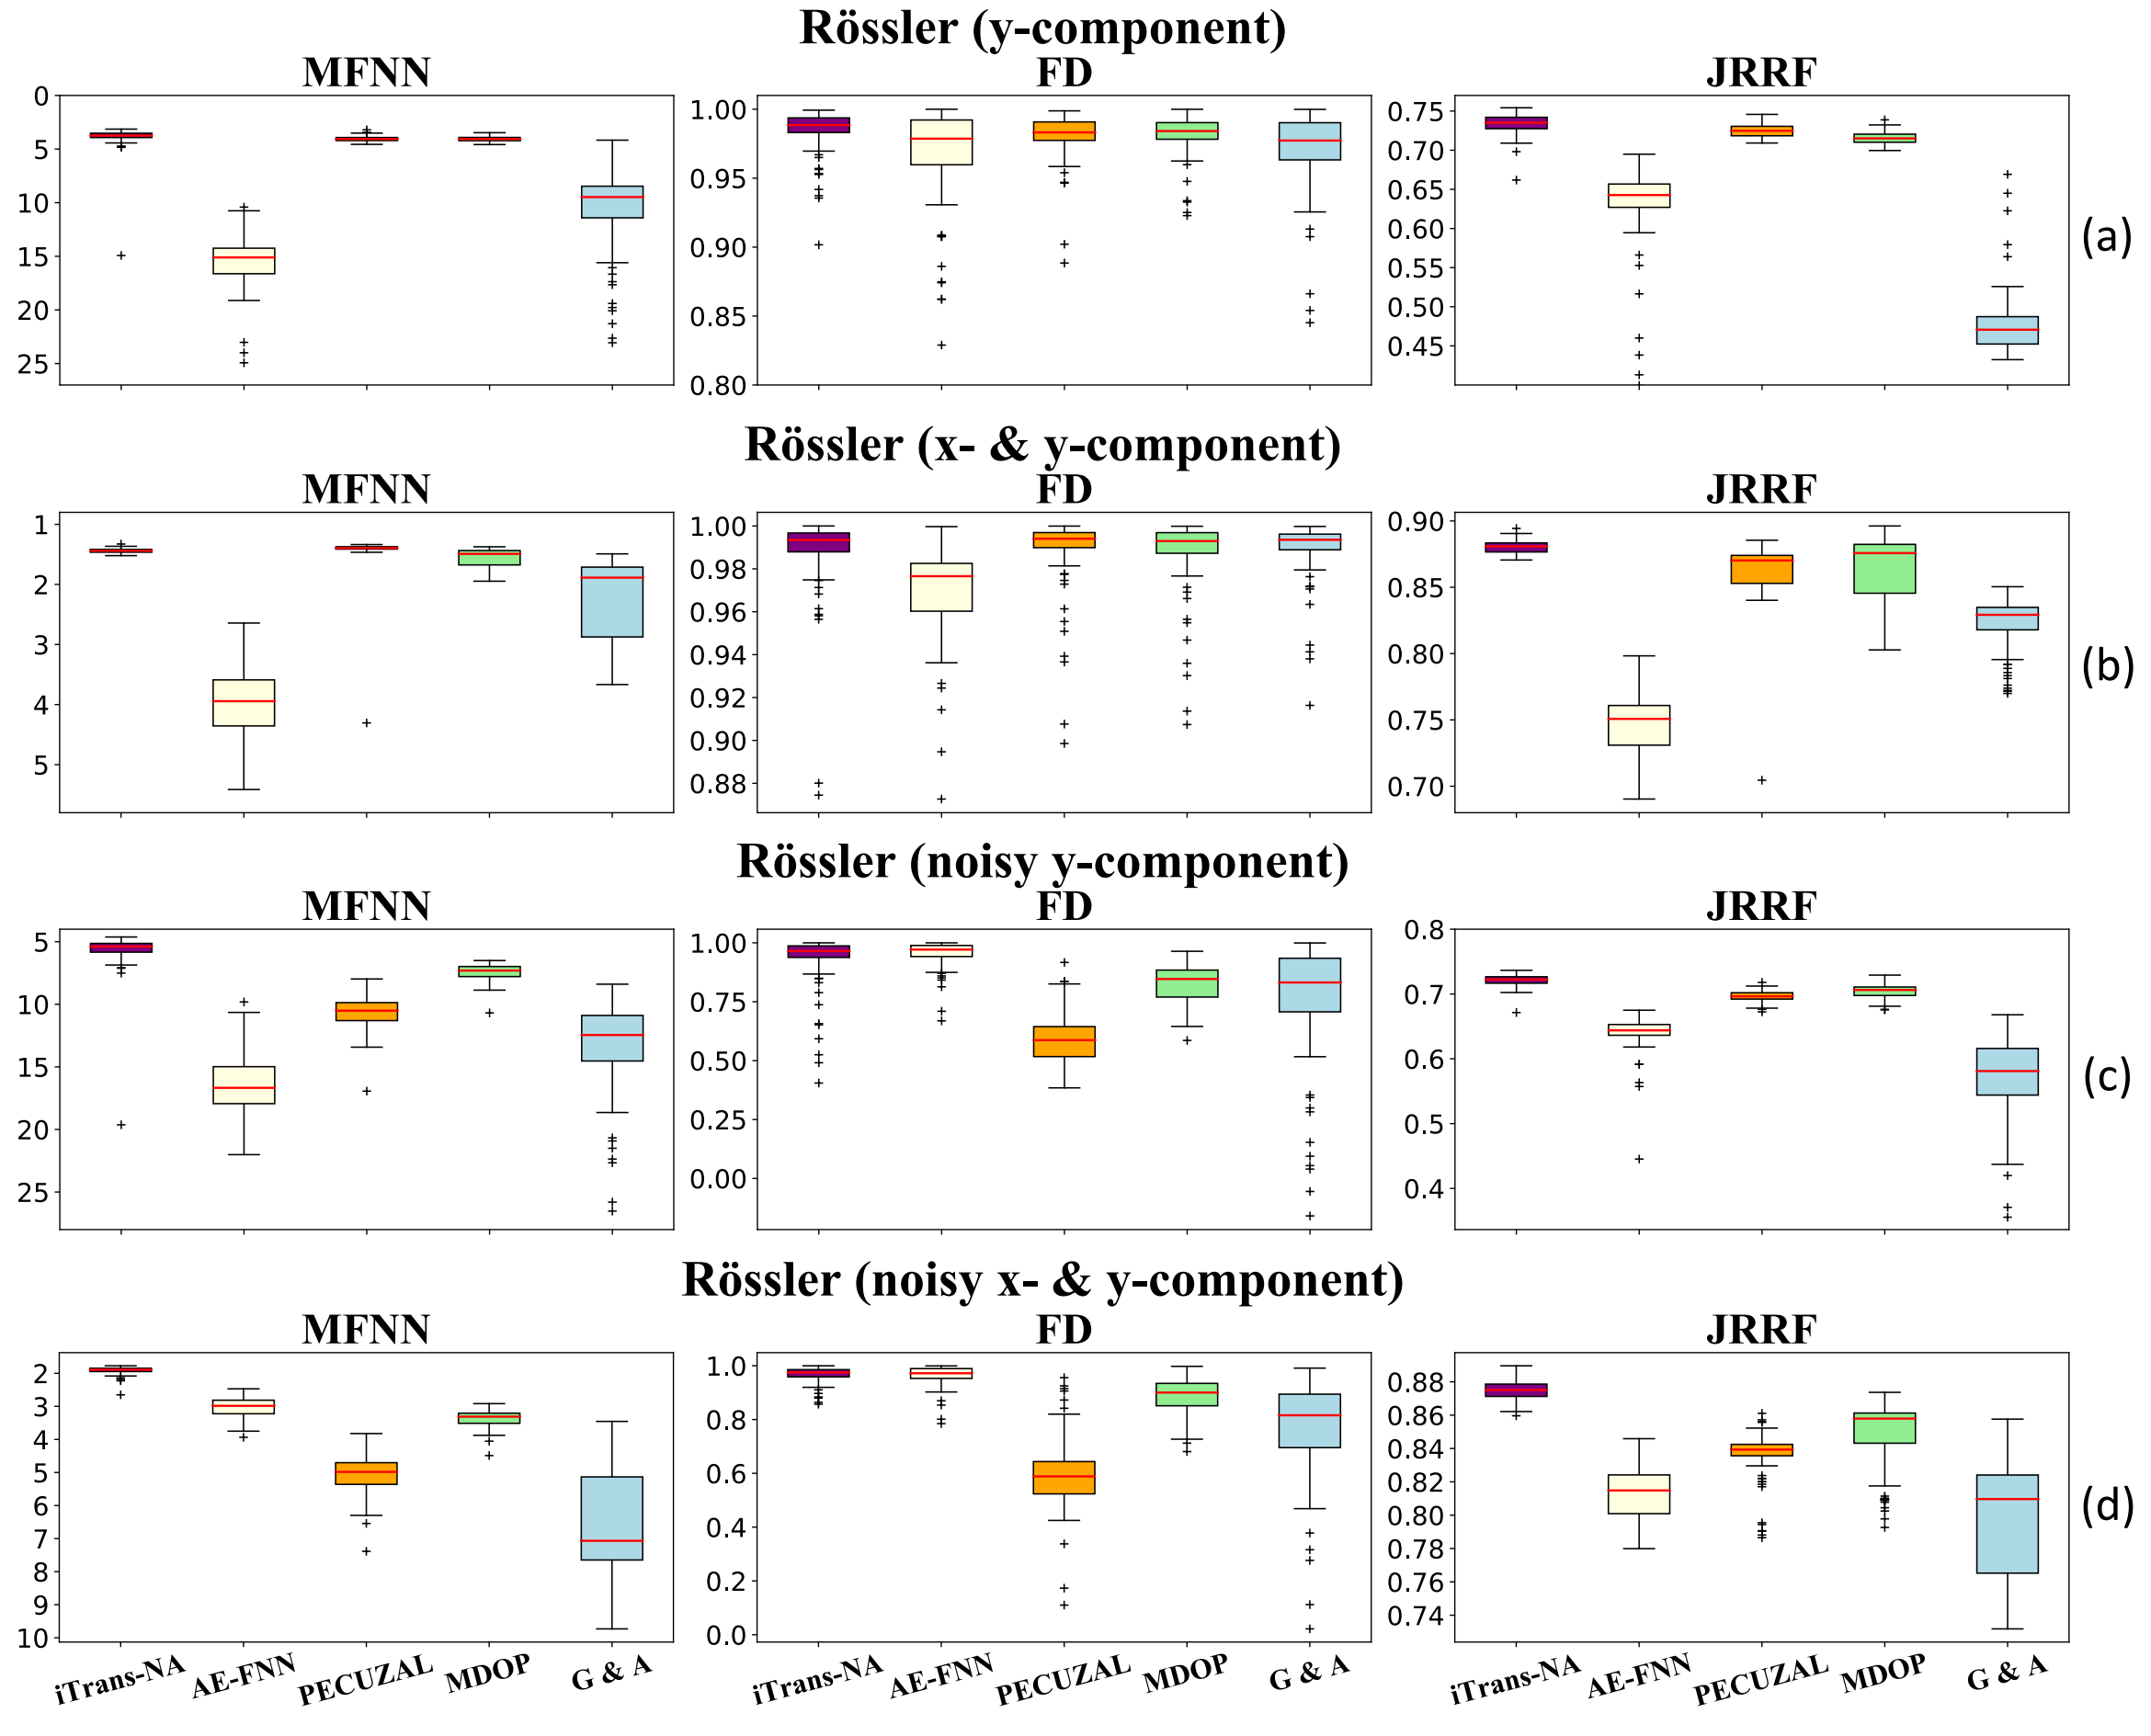 Rössler (y-component)
MFNN FD JRRF
0 5 10 15 20 25
1.00 0.95 0.90 0.85 0.80
0.75 0.70 0.65 0.60 0.55 0.50 0.45
(a)
Rössler (x- & y-component)
MFNN FD JRRF
1 2 3 4 5
1.00 0.98 0.96 0.94 0.92 0.90 0.88
0.90 0.85 0.80 0.75 0.70
(b)
Rössler (noisy y-component)
MFNN FD JRRF
5 10 15 20 25
1.00 0.75 0.50 0.25 0.00
0.8 0.7 0.6 0.5 0.4
(c)
Rössler (noisy x- & y-component)
MFNN FD JRRF
2 3 4 5 6 7 8 9 10
1.0 0.8 0.6 0.4 0.2 0.0
0.88 0.86 0.84 0.82 0.80 0.78 0.76 0.74
(d)
iTrans-NA AE-FNN PECUZAL MDOP G & A
iTrans-NA AE-FNN PECUZAL MDOP G & A
iTrans-NA AE-FNN PECUZAL MDOP G & A